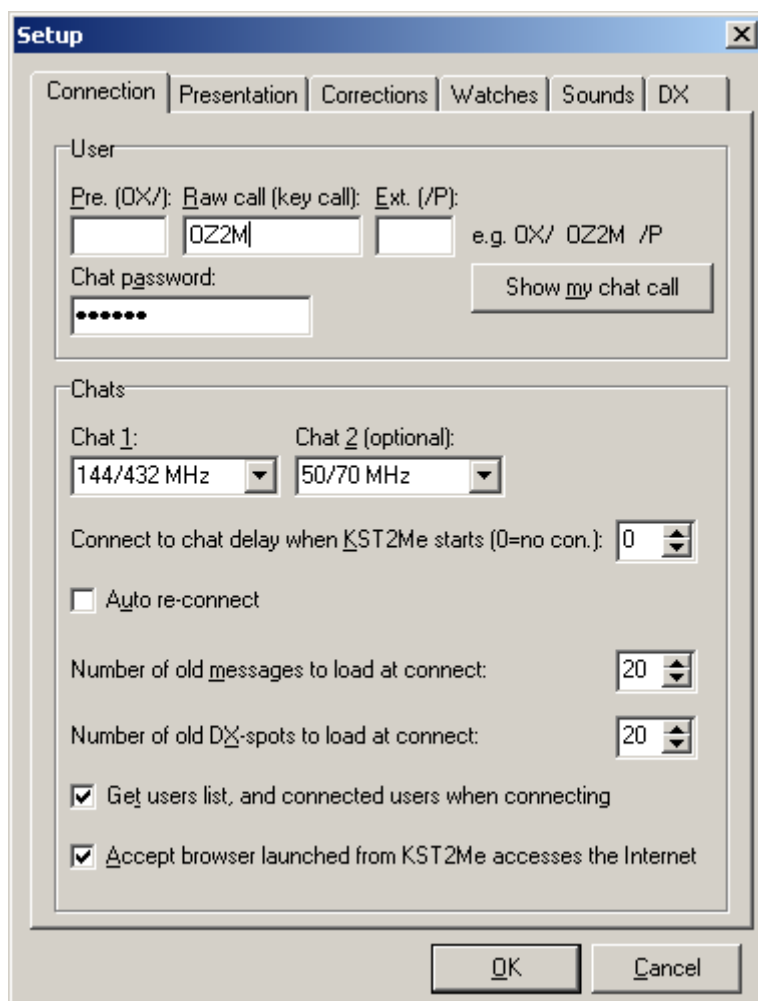 Setup
Connection Presentation Corrections Watches Sounds DX
User
Pre. (OX/): Raw call (key call): Ext. (/P):
OZ2M e.g. OX/ OZ2M /P
Chat password:
Show my chat call
••••••
Chats
Chat 1: Chat 2 (optional):
144/432 MHz 50/70 MHz
Connect to chat delay when KST2Me starts (0=no con.): 0
Auto re-connect
Number of old messages to load at connect: 20
Number of old DX-spots to load at connect: 20
Get users list, and connected users when connecting
Accept browser launched from KST2Me accesses the Internet
OK Cancel